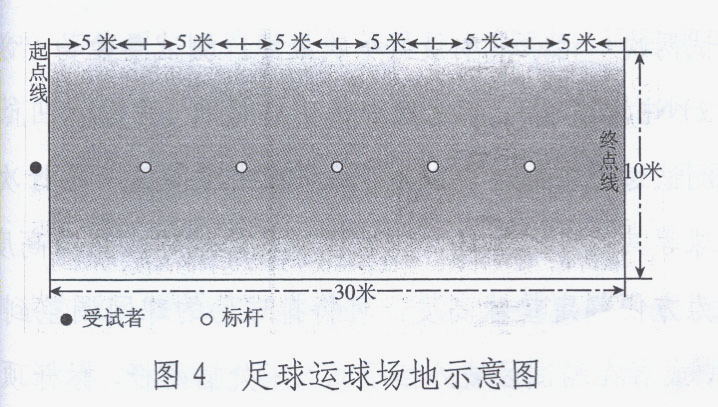 5米 5米 5米 5米 5米 5米
起点线
终点线
10米
30米
● 受试者 ○ 标杆
图 4 足球运球场地示意图